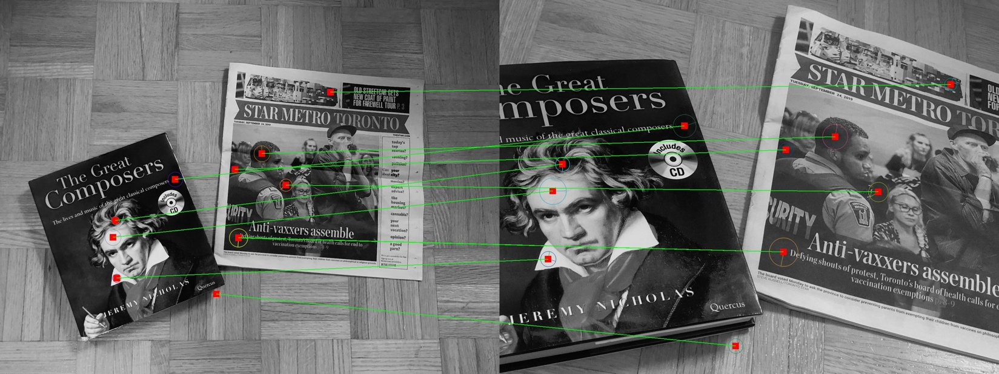 The Great
Composers
The lives and music of the great classical composers
Includes
CD
JEREMY NICHOLAS
Quercus
OLD STREETCAR GETS
NEW COAT OF PAINT
FOR FAREWELL TOUR P. 3
STAR METRO TORONTO
TUESDAY, SEPTEMBER 24, 2019
THESTAR.COM
today's
top
stories?
cooking?
politics?
your
city?
movies?
expert
advice?
the
housing
market?
cannabis?
your
next
vacation?
opinion?
a good
yarn?
URITY
Anti-vaxxers assemble
Defying shouts of protest, Toronto's board of health calls for end to
vaccination exemptions P. 8-9
he Great
mposers
d music of the great classical composers
Includes
CD
JEREMY NICHOLAS
Quercus
OLD
NEW
FOR
STAR METRO TOR
TUESDAY, SEPTEMBER 24, 2019
CURITY
Anti-vaxxers assemble
Defying shouts of protest, Toronto's board of health calls for e
vaccination exemptions P. 8-9
The board voted Monday to ask the province to consider preventing parents from exempting their children from vaccines on philosoph
STEVE RUSSELL/TORONTO STAR